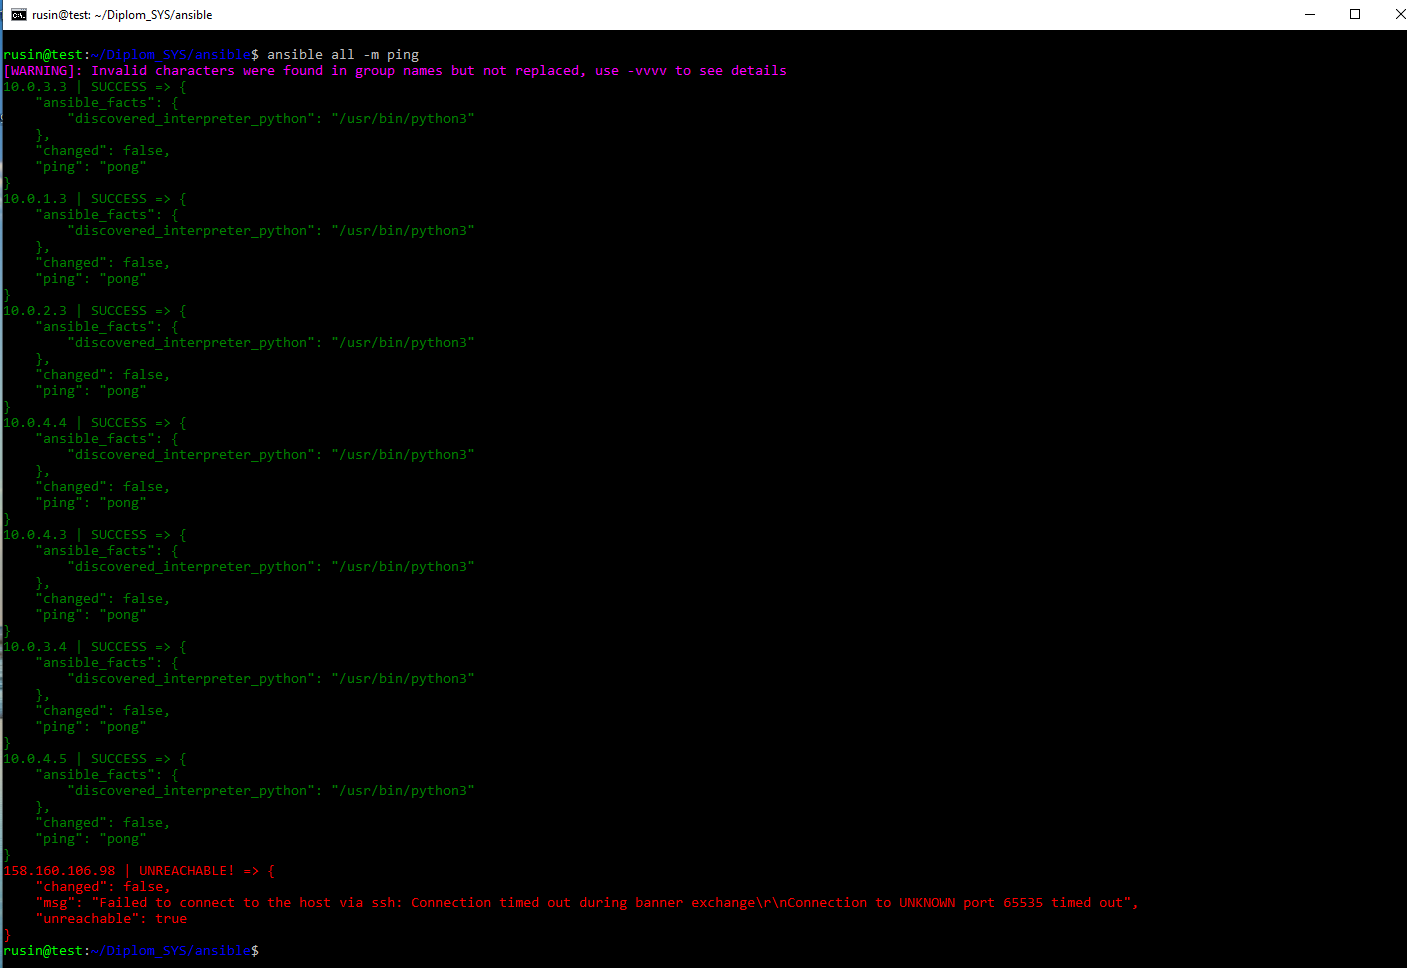 rusin@test: ~/Diplom_SYS/ansible
rusin@test:~/Diplom_SYS/ansible$ ansible all -m ping
[WARNING]: Invalid characters were found in group names but not replaced, use -vvvv to see details
10.0.3.3 | SUCCESS => {
    "ansible_facts": {
        "discovered_interpreter_python": "/usr/bin/python3"
    },
    "changed": false,
    "ping": "pong"
}
10.0.1.3 | SUCCESS => {
    "ansible_facts": {
        "discovered_interpreter_python": "/usr/bin/python3"
    },
    "changed": false,
    "ping": "pong"
}
10.0.2.3 | SUCCESS => {
    "ansible_facts": {
        "discovered_interpreter_python": "/usr/bin/python3"
    },
    "changed": false,
    "ping": "pong"
}
10.0.4.4 | SUCCESS => {
    "ansible_facts": {
        "discovered_interpreter_python": "/usr/bin/python3"
    },
    "changed": false,
    "ping": "pong"
}
10.0.4.3 | SUCCESS => {
    "ansible_facts": {
        "discovered_interpreter_python": "/usr/bin/python3"
    },
    "changed": false,
    "ping": "pong"
}
10.0.3.4 | SUCCESS => {
    "ansible_facts": {
        "discovered_interpreter_python": "/usr/bin/python3"
    },
    "changed": false,
    "ping": "pong"
}
10.0.4.5 | SUCCESS => {
    "ansible_facts": {
        "discovered_interpreter_python": "/usr/bin/python3"
    },
    "changed": false,
    "ping": "pong"
}
158.160.106.98 | UNREACHABLE! => {
    "changed": false,
    "msg": "Failed to connect to the host via ssh: Connection timed out during banner exchange\r\nConnection to UNKNOWN port 65535 timed out",
    "unreachable": true
}
rusin@test:~/Diplom_SYS/ansible$